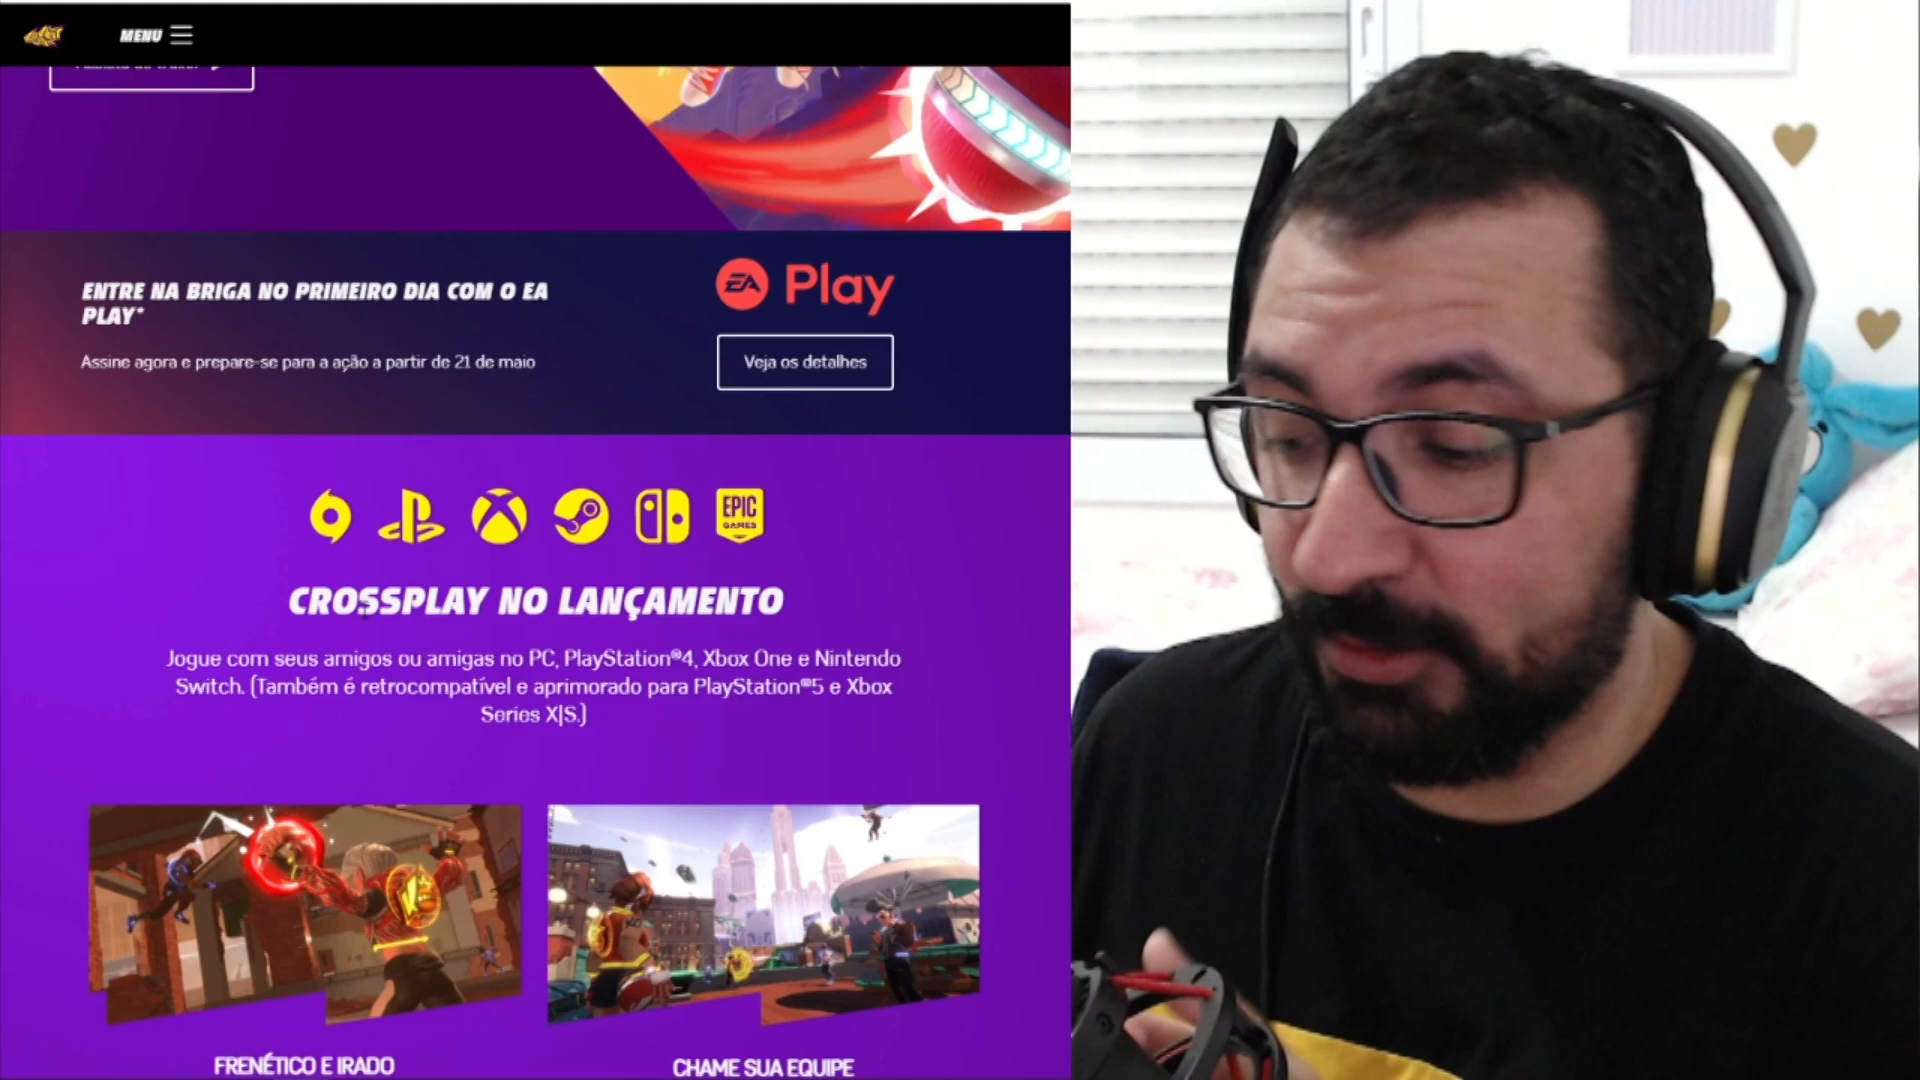 MENU
ENTRE NA BRIGA NO PRIMEIRO DIA COM O EA
PLAY*
Assine agora e prepare-se para a ação a partir de 21 de maio
EA Play
Veja os detalhes
EPIC
GAMES
CROSSPLAY NO LANÇAMENTO
Jogue com seus amigos ou amigas no PC, PlayStation®4, Xbox One e Nintendo
Switch. (Também é retrocompatível e aprimorado para PlayStation®5 e Xbox
Series X|S.)
FRENÉTICO E IRADO
CHAME SUA EQUIPE